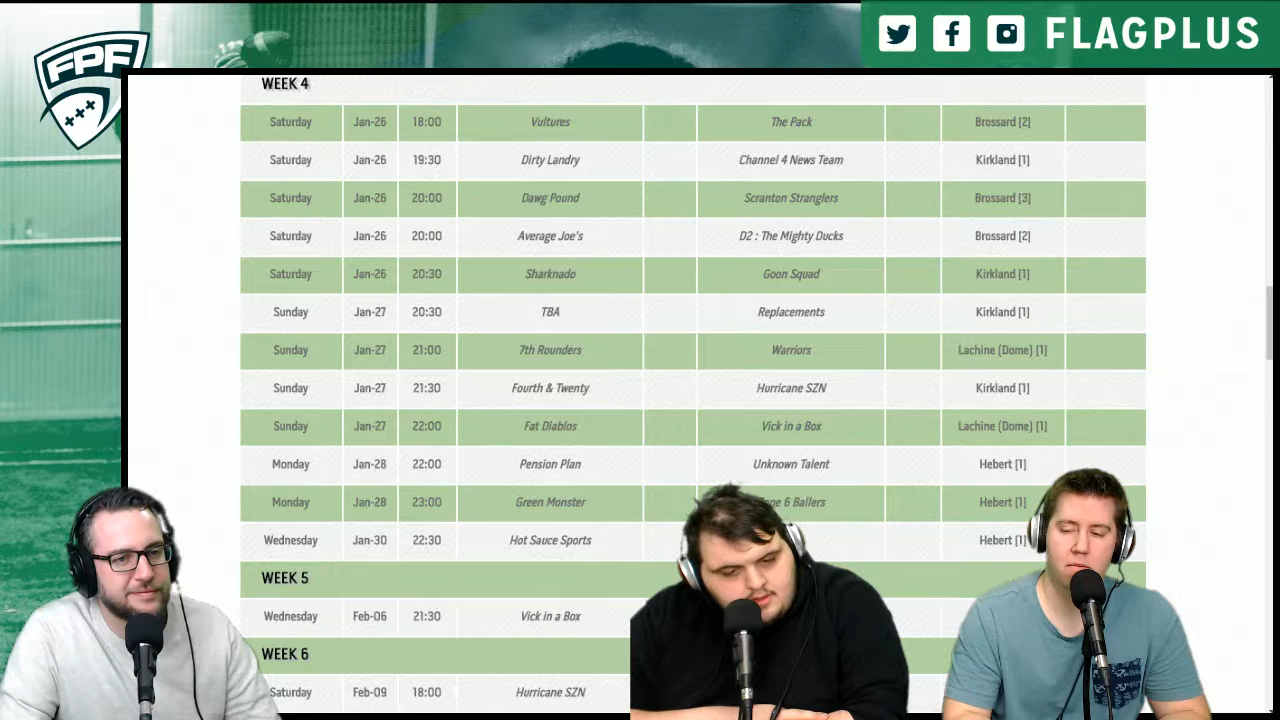 FPF
FLAGPLUS
WEEK 4
Saturday Jan-26 18:00 Vultures The Pack Brossard [2]
Saturday Jan-26 19:30 Dirty Landry Channel 4 News Team Kirkland [1]
Saturday Jan-26 20:00 Dawg Pound Scranton Stranglers Brossard [3]
Saturday Jan-26 20:00 Average Joe's D2 : The Mighty Ducks Brossard [2]
Saturday Jan-26 20:30 Sharknado Goon Squad Kirkland [1]
Sunday Jan-27 20:30 TBA Replacements Kirkland [1]
Sunday Jan-27 21:00 7th Rounders Warriors Lachine (Dome) [1]
Sunday Jan-27 21:30 Fourth & Twenty Hurricane SZN Kirkland [1]
Sunday Jan-27 22:00 Fat Diablos Vick in a Box Lachine (Dome) [1]
Monday Jan-28 22:00 Pension Plan Unknown Talent Hebert [1]
Monday Jan-28 23:00 Green Monster 6 Ballers Hebert [1]
Wednesday Jan-30 22:30 Hot Sauce Sports Hebert [1]
WEEK 5
Wednesday Feb-06 21:30 Vick in a Box
WEEK 6
Saturday Feb-09 18:00 Hurricane SZN